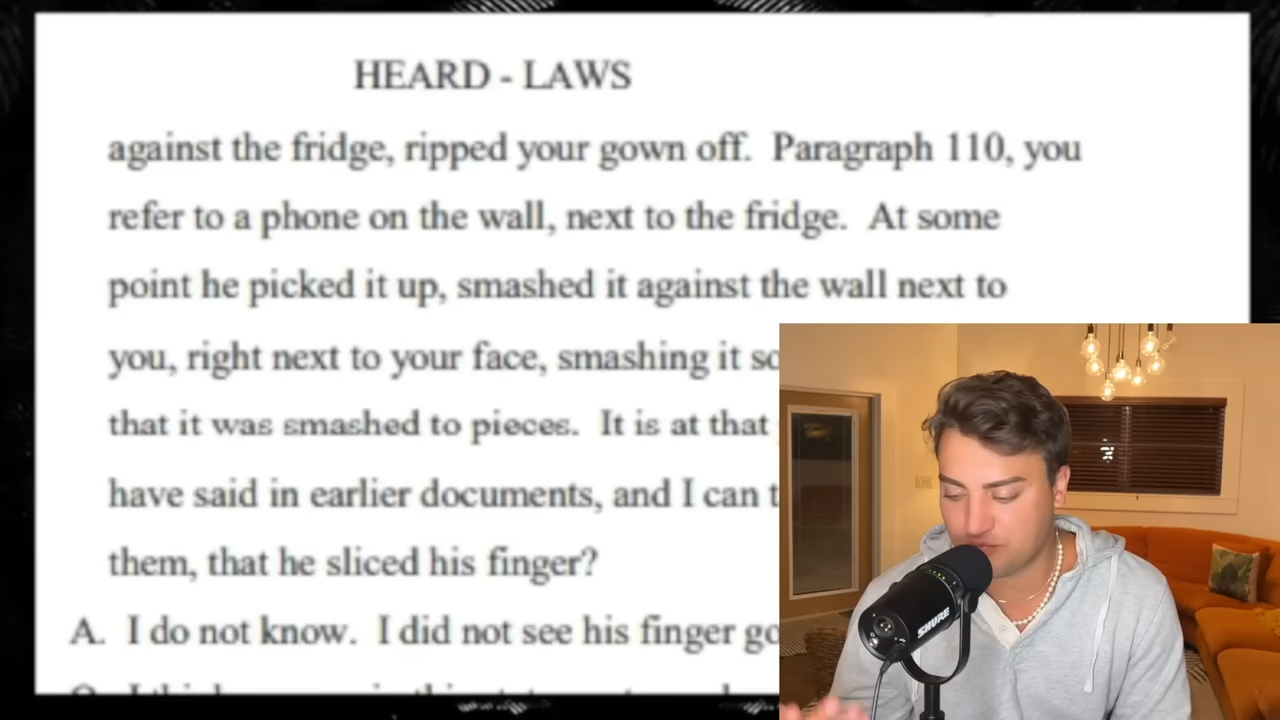 HEARD - LAWS
against the fridge, ripped your gown off. Paragraph 110, you
refer to a phone on the wall, next to the fridge. At some
point he picked it up, smashed it against the wall next to
you, right next to your face, smashing it so
that it was smashed to pieces. It is at that
have said in earlier documents, and I can t
them, that he sliced his finger?
A. I do not know. I did not see his finger go
SHURE